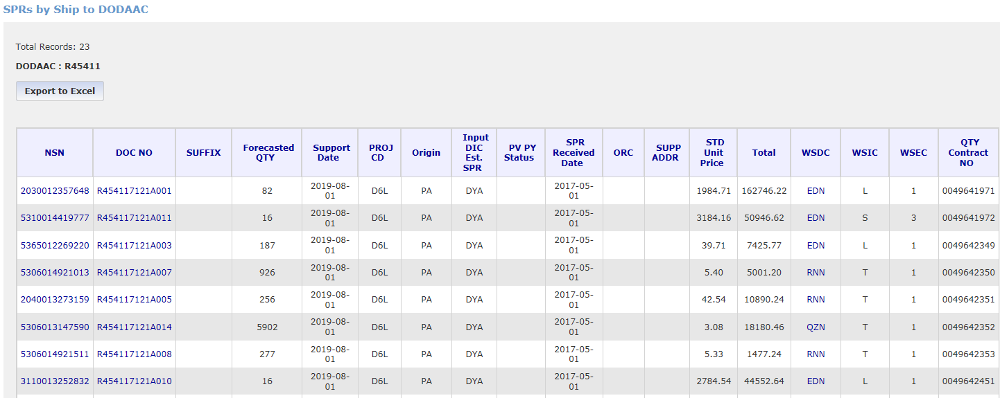 SPRs by Ship to DODAAC
Total Records: 23
DODAAC : R45411
Export to Excel
NSN DOC NO SUFFIX Forecasted QTY Support Date PROJ CD Origin Input DIC Est. SPR PV PY Status SPR Received Date ORC SUPP ADDR STD Unit Price Total WSDC WSIC WSEC QTY Contract NO
2030012357648 R454117121A001 82 2019-08-01 D6L PA DYA 2017-05-01 1984.71 162746.22 EDN L 1 0049641971
5310014419777 R454117121A011 16 2019-08-01 D6L PA DYA 2017-05-01 3184.16 50946.62 EDN S 3 0049641972
5365012269220 R454117121A003 187 2019-08-01 D6L PA DYA 2017-05-01 39.71 7425.77 EDN L 1 0049642349
5306014921013 R454117121A007 926 2019-08-01 D6L PA DYA 2017-05-01 5.40 5001.20 RNN T 1 0049642350
2040013273159 R454117121A005 256 2019-08-01 D6L PA DYA 2017-05-01 42.54 10890.24 RNN T 1 0049642351
5306013147590 R454117121A014 5902 2019-08-01 D6L PA DYA 2017-05-01 3.08 18180.46 QZN T 1 0049642352
5306014921511 R454117121A008 277 2019-08-01 D6L PA DYA 2017-05-01 5.33 1477.24 RNN T 1 0049642353
3110013252832 R454117121A010 16 2019-08-01 D6L PA DYA 2017-05-01 2784.54 44552.64 EDN L 1 0049642451